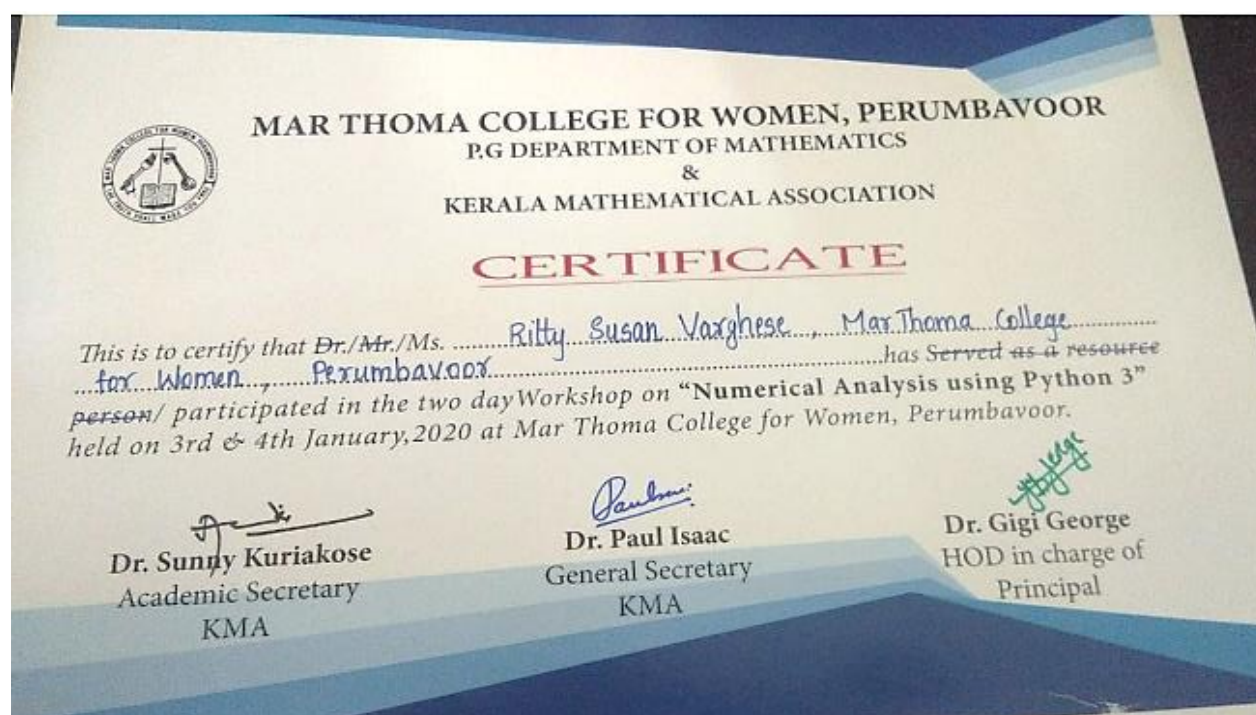 MAR THOMA COLLEGE FOR WOMEN, PERUMBAVOOR
P.G DEPARTMENT OF MATHEMATICS
&
KERALA MATHEMATICAL ASSOCIATION
CERTIFICATE
This is to certify that Dr./Mr./Ms. Ritty Susan Varghese, Mar Thoma College
for Women, Perumbavoor has Served as a resource
person/ participated in the two day Workshop on “Numerical Analysis using Python 3”
held on 3rd & 4th January,2020 at Mar Thoma College for Women, Perumbavoor.
Dr. Sunny Kuriakose
Academic Secretary
KMA
Dr. Paul Isaac
General Secretary
KMA
Dr. Gigi George
HOD in charge of
Principal